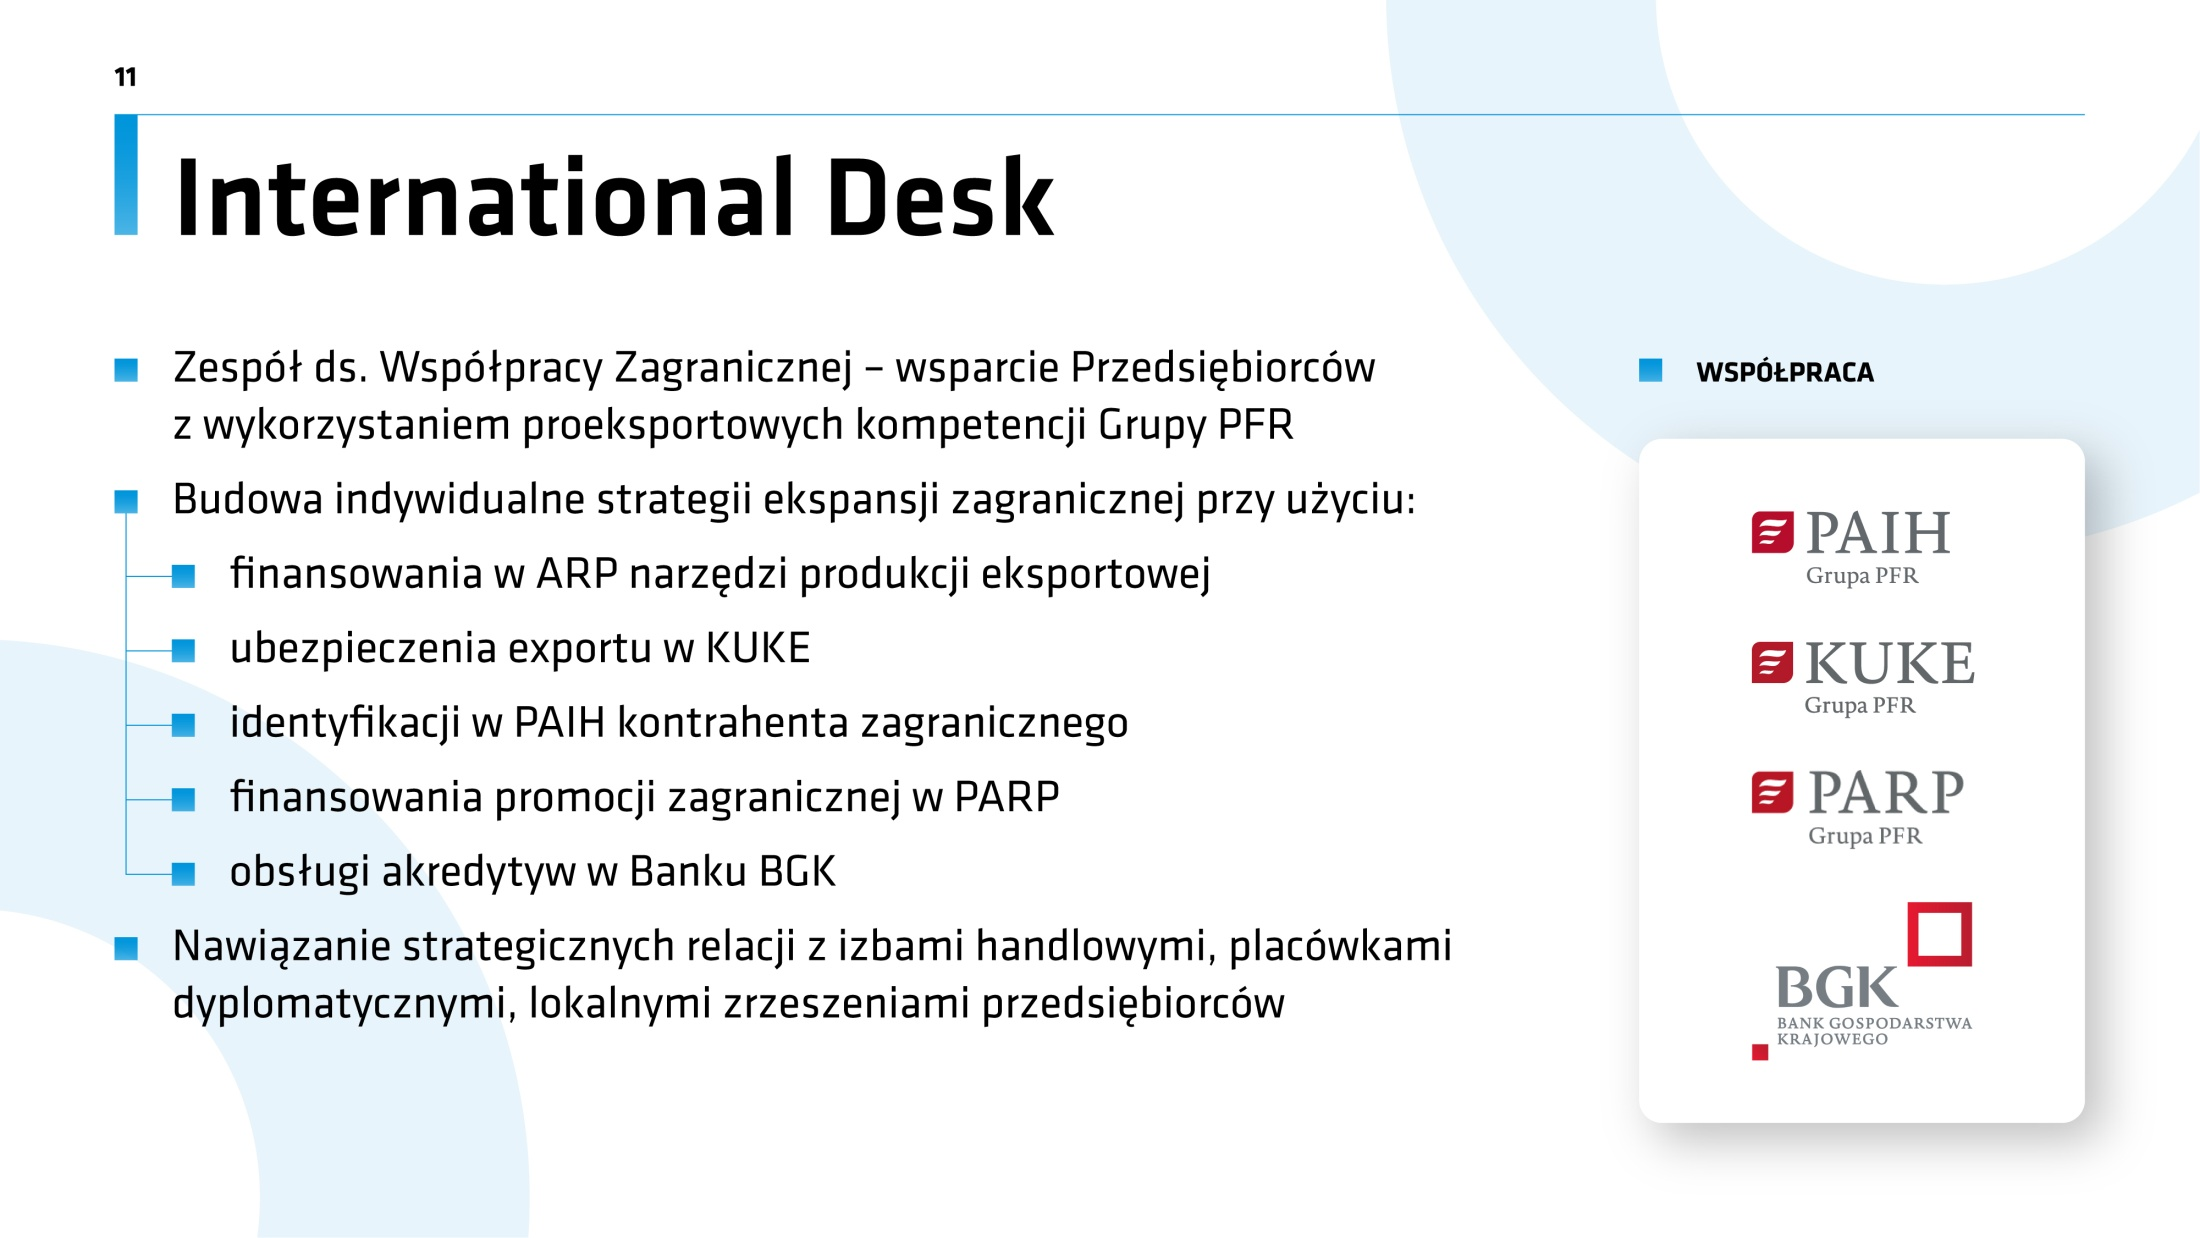 11
International Desk
Zespół ds. Współpracy Zagranicznej – wsparcie Przedsiębiorców
z wykorzystaniem proeksportowych kompetencji Grupy PFR
Budowa indywidualne strategii ekspansji zagranicznej przy użyciu:
finansowania w ARP narzędzi produkcji eksportowej
ubezpieczenia exportu w KUKE
identyfikacji w PAIH kontrahenta zagranicznego
finansowania promocji zagranicznej w PARP
obsługi akredytyw w Banku BGK
Nawiązanie strategicznych relacji z izbami handlowymi, placówkami
dyplomatycznymi, lokalnymi zrzeszeniami przedsiębiorców
WSPÓŁPRACA
PAIH
Grupa PFR
KUKE
Grupa PFR
PARP
Grupa PFR
BGK
BANK GOSPODARSTWA
KRAJOWEGO